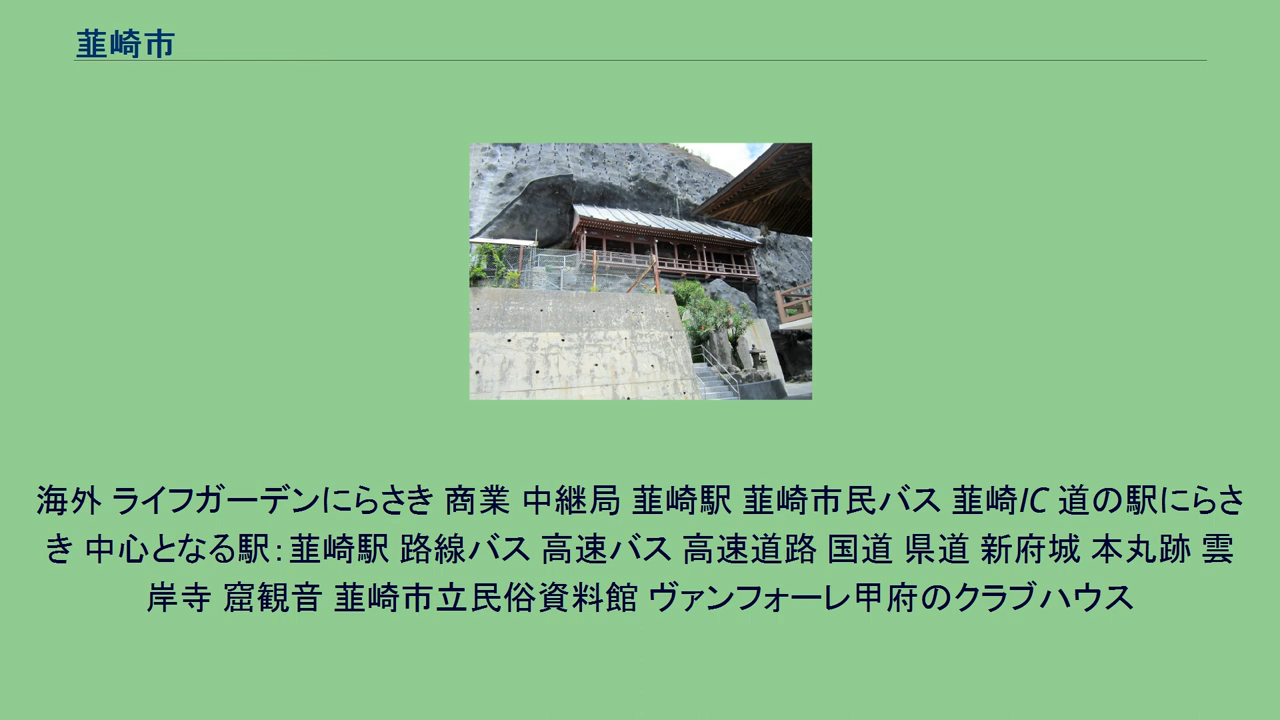 韮崎市
海外 ライフガーデンにらさき 商業 中継局 韮崎駅 韮崎市民バス 韮崎IC 道の駅にらさ
き 中心となる駅：韮崎駅 路線バス 高速バス 高速道路 国道 県道 新府城 本丸跡 雲
岸寺 窟観音 韮崎市立民俗資料館 ヴァンフォーレ甲府のクラブハウス